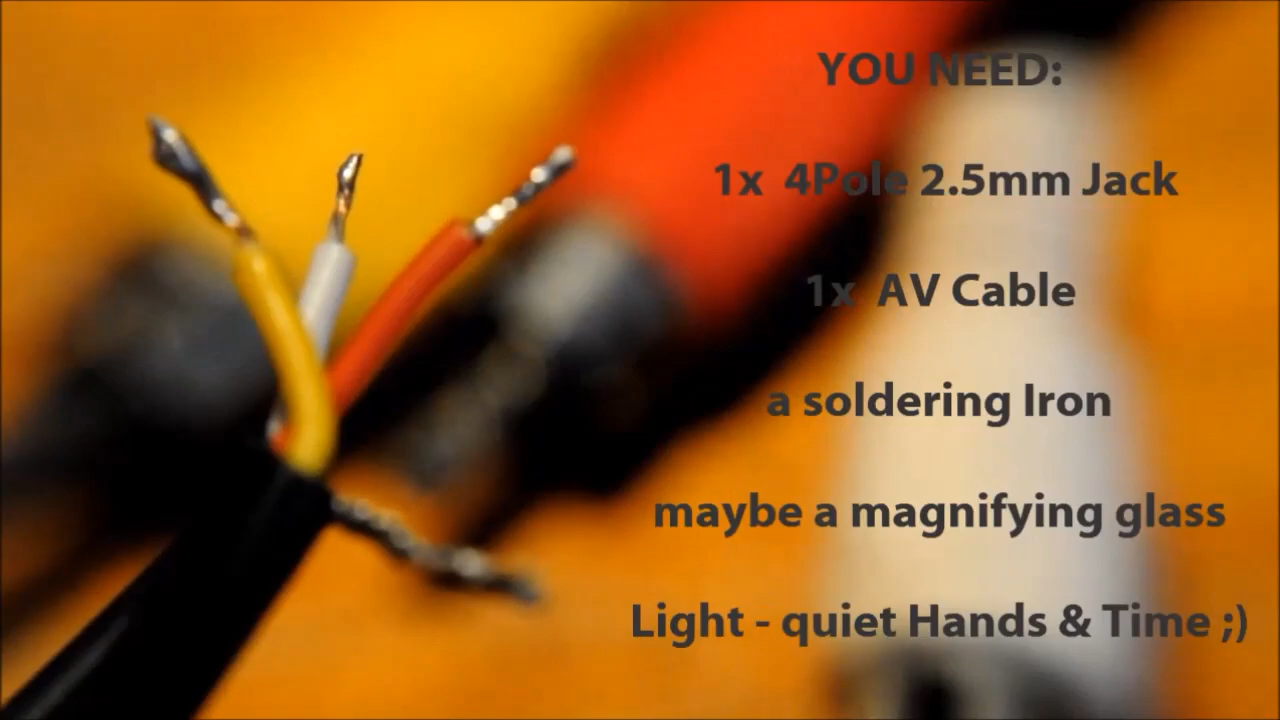 YOU NEED:
1x 4Pole 2.5mm Jack
1x AV Cable
a soldering Iron
maybe a magnifying glass
Light - quiet Hands & Time ;)